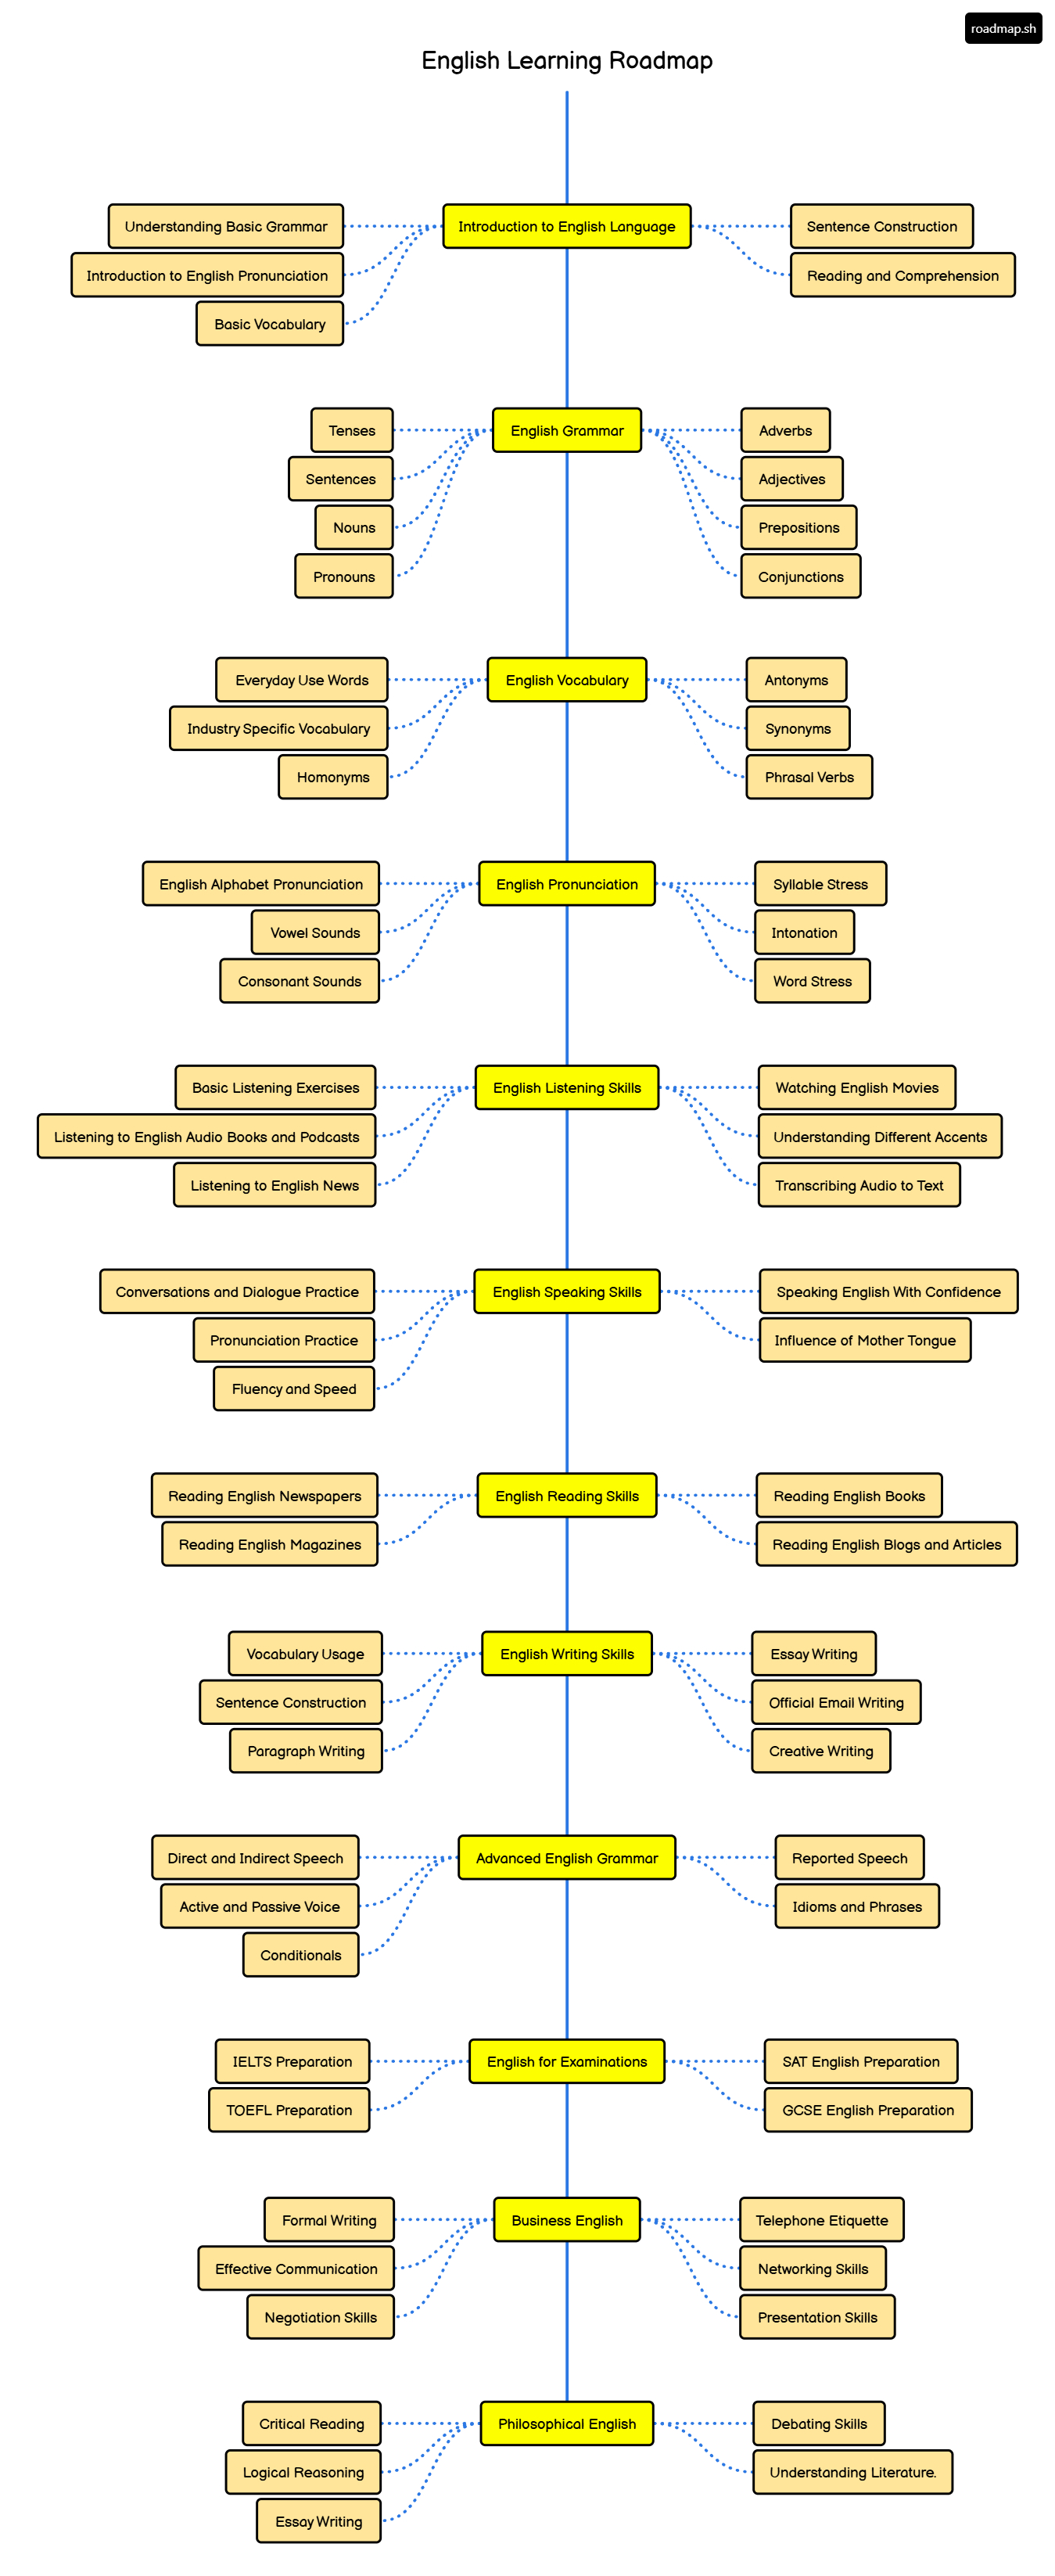 roadmap.sh
English Learning Roadmap
Introduction to English Language
Understanding Basic Grammar
Introduction to English Pronunciation
Basic Vocabulary
Sentence Construction
Reading and Comprehension
English Grammar
Tenses
Sentences
Nouns
Pronouns
Adverbs
Adjectives
Prepositions
Conjunctions
English Vocabulary
Everyday Use Words
Industry Specific Vocabulary
Homonyms
Antonyms
Synonyms
Phrasal Verbs
English Pronunciation
English Alphabet Pronunciation
Vowel Sounds
Consonant Sounds
Syllable Stress
Intonation
Word Stress
English Listening Skills
Basic Listening Exercises
Listening to English Audio Books and Podcasts
Listening to English News
Watching English Movies
Understanding Different Accents
Transcribing Audio to Text
English Speaking Skills
Conversations and Dialogue Practice
Pronunciation Practice
Fluency and Speed
Speaking English With Confidence
Influence of Mother Tongue
English Reading Skills
Reading English Newspapers
Reading English Magazines
Reading English Books
Reading English Blogs and Articles
English Writing Skills
Vocabulary Usage
Sentence Construction
Paragraph Writing
Essay Writing
Official Email Writing
Creative Writing
Advanced English Grammar
Direct and Indirect Speech
Active and Passive Voice
Conditionals
Reported Speech
Idioms and Phrases
English for Examinations
IELTS Preparation
TOEFL Preparation
SAT English Preparation
GCSE English Preparation
Business English
Formal Writing
Effective Communication
Negotiation Skills
Telephone Etiquette
Networking Skills
Presentation Skills
Philosophical English
Critical Reading
Logical Reasoning
Essay Writing
Debating Skills
Understanding Literature.